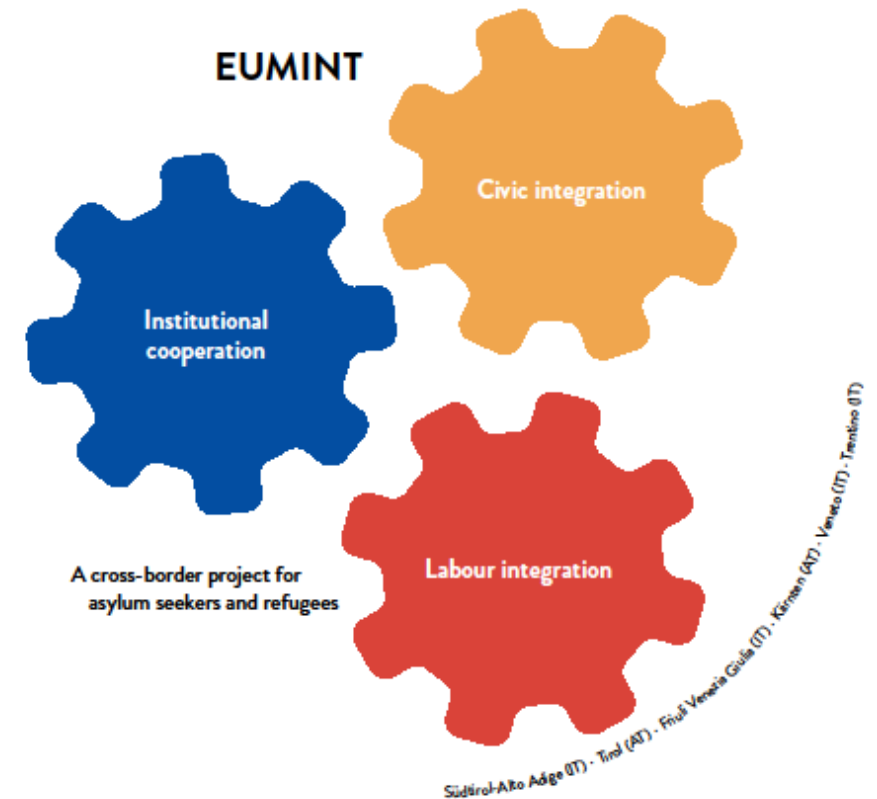 EUMINT
Civic integration
Institutional
cooperation
Labour integration
A cross-border project for
asylum seekers and refugees
Südtirol-Alto Adige (IT) · Tirol (AT) · Friuli Venezia Giulia (IT) · Kärnten (AT) · Veneto (IT) · Trentino (IT)